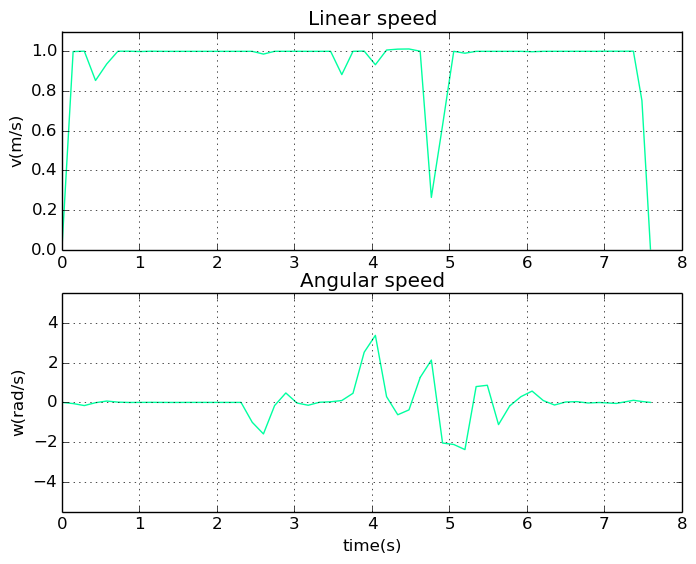 Linear speed
1.0
0.8
0.6
0.4
0.2
0.0
v(m/s)
0 1 2 3 4 5 6 7 8
Angular speed
4
2
0
−2
−4
w(rad/s)
0 1 2 3 4 5 6 7 8
time(s)